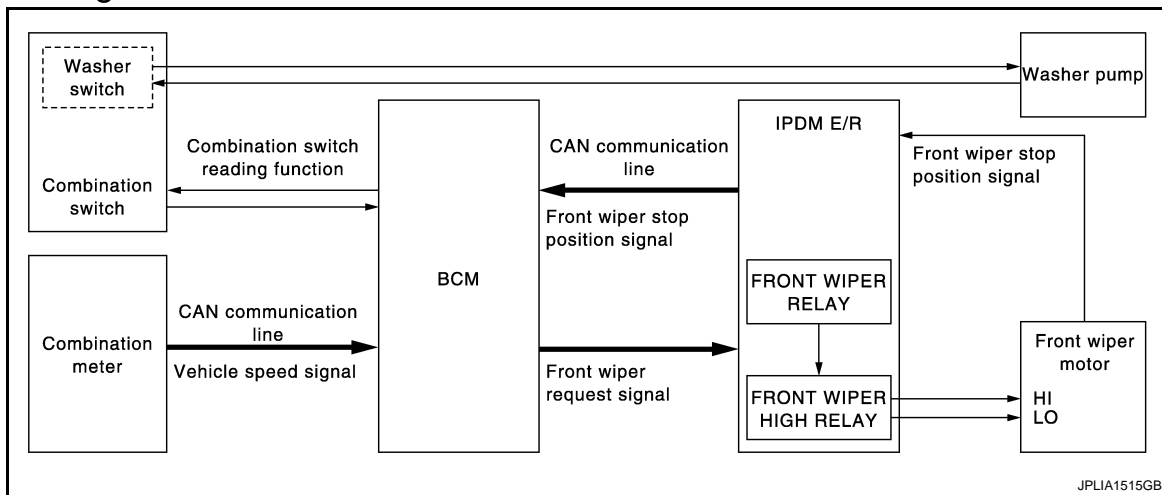 Washer
switch
Washer pump
Combination switch
reading function
Combination
switch
BCM
CAN communication
line
Front wiper stop
position signal
IPDM E/R
Front wiper stop
position signal
Combination
meter
CAN communication
line
Vehicle speed signal
Front wiper
request signal
FRONT WIPER
RELAY
FRONT WIPER
HIGH RELAY
Front wiper
motor
HI
LO
JPLIA1515GB